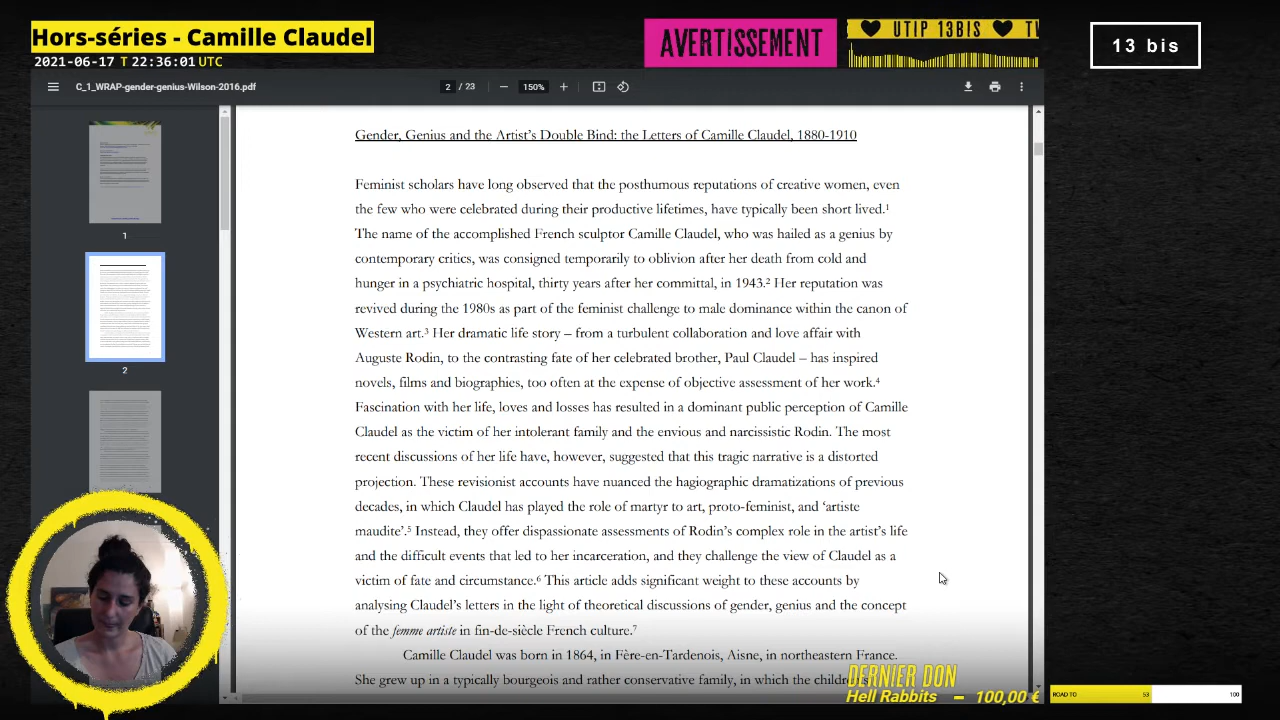 Hors-séries - Camille Claudel
2021-06-17 T 22:36:01 UTC
AVERTISSEMENT
UTIP 13BIS
13 bis
C_1_WRAP-gender-genius-Wilson-2016.pdf
2 / 23
150%
1
2
Gender, Genius and the Artist's Double Bind: the Letters of Camille Claudel, 1880-1910
Feminist scholars have long observed that the posthumous reputations of creative women, even
the few who were celebrated during their productive lifetimes, have typically been short lived.¹
The name of the accomplished French sculptor Camille Claudel, who was hailed as a genius by
contemporary critics, was consigned temporarily to oblivion after her death from cold and
hunger in a psychiatric hospital, thirty years after her committal, in 1943.² Her reputation was
revived during the 1980s as part of the feminist challenge to male dominance within the canon of
Western art.³ Her dramatic life story – from a turbulent collaboration and love affair with
Auguste Rodin, to the contrasting fate of her celebrated brother, Paul Claudel – has inspired
novels, films and biographies, too often at the expense of objective assessment of her work.⁴
Fascination with her life, loves and losses has resulted in a dominant public perception of Camille
Claudel as the victim of her intolerant family and the envious and narcissistic Rodin. The most
recent discussions of her life have, however, suggested that this tragic narrative is a distorted
projection. These revisionist accounts have nuanced the hagiographic dramatizations of previous
decades, in which Claudel has played the role of martyr to art, proto-feminist, and 'artiste
maudite'.⁵ Instead, they offer dispassionate assessments of Rodin's complex role in the artist's life
and the difficult events that led to her incarceration, and they challenge the view of Claudel as a
victim of fate and circumstance.⁶ This article adds significant weight to these accounts by
analysing Claudel's letters in the light of theoretical discussions of gender, genius and the concept
of the femme artiste in fin-de-siècle French culture.⁷
Camille Claudel was born in 1864, in Fère-en-Tardenois, Aisne, in northeastern France.
She grew up in a typically bourgeois and rather conservative family, in which the children's
DERNIER DON
Hell Rabbits – 100,00 €
ROAD TO 53 100